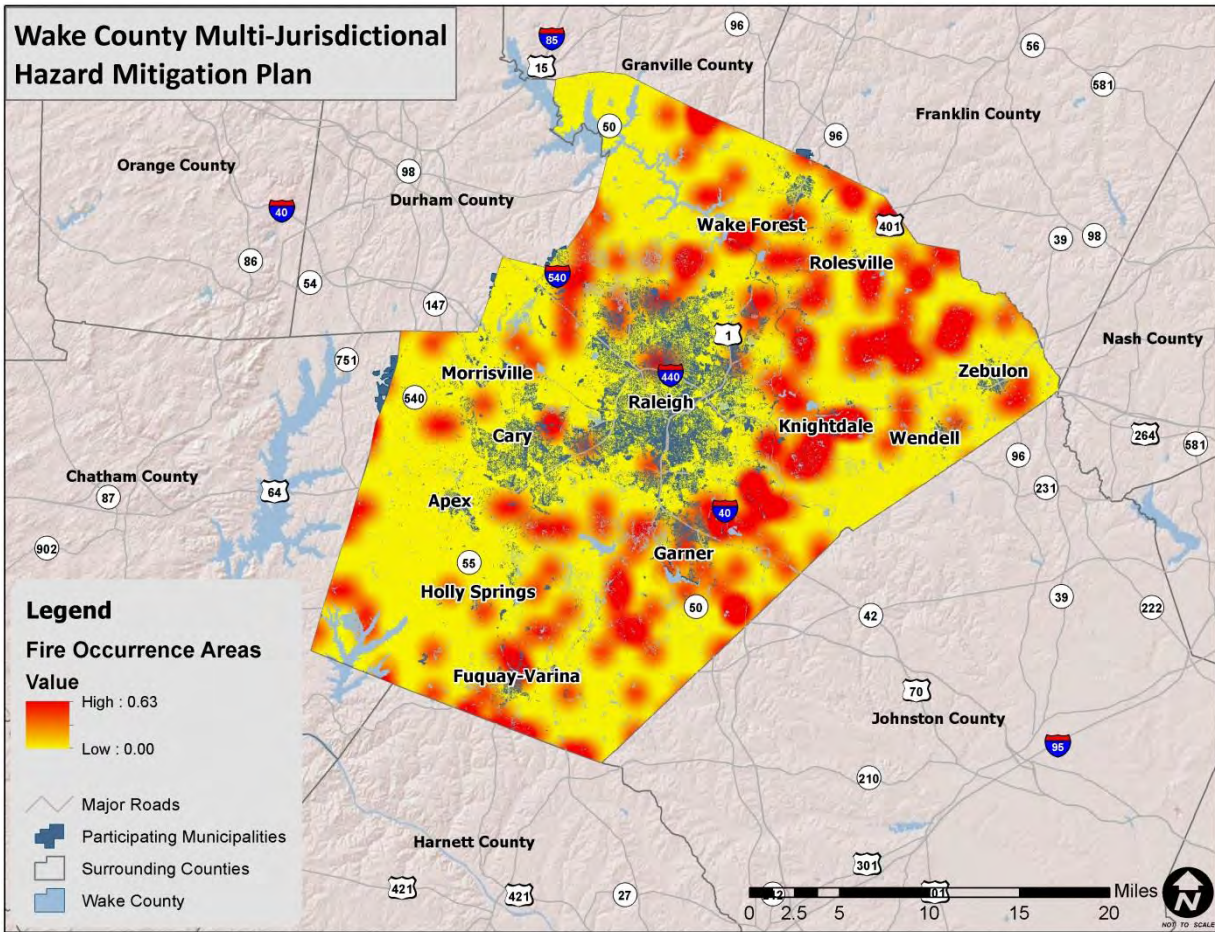 Wake County Multi-Jurisdictional
Hazard Mitigation Plan
85
15
96
Granville County
56
581
Franklin County
50
96
Orange County
98
Durham County
40
Wake Forest
401
39
98
86
Rolesville
54
540
147
1
Nash County
751
Morrisville
440
Zebulon
540
Raleigh
Knightdale
Cary
Wendell
264
581
96
Chatham County
87
64
231
Apex
40
902
Garner
55
Holly Springs
50
39
222
42
Fuquay-Varina
70
Johnston County
95
210
Harnett County
301
421
421
27
Legend
Fire Occurrence Areas
Value
High : 0.63
Low : 0.00
Major Roads
Participating Municipalities
Surrounding Counties
Wake County
Miles
0 2.5 5 10 15 20
N
NOT TO SCALE